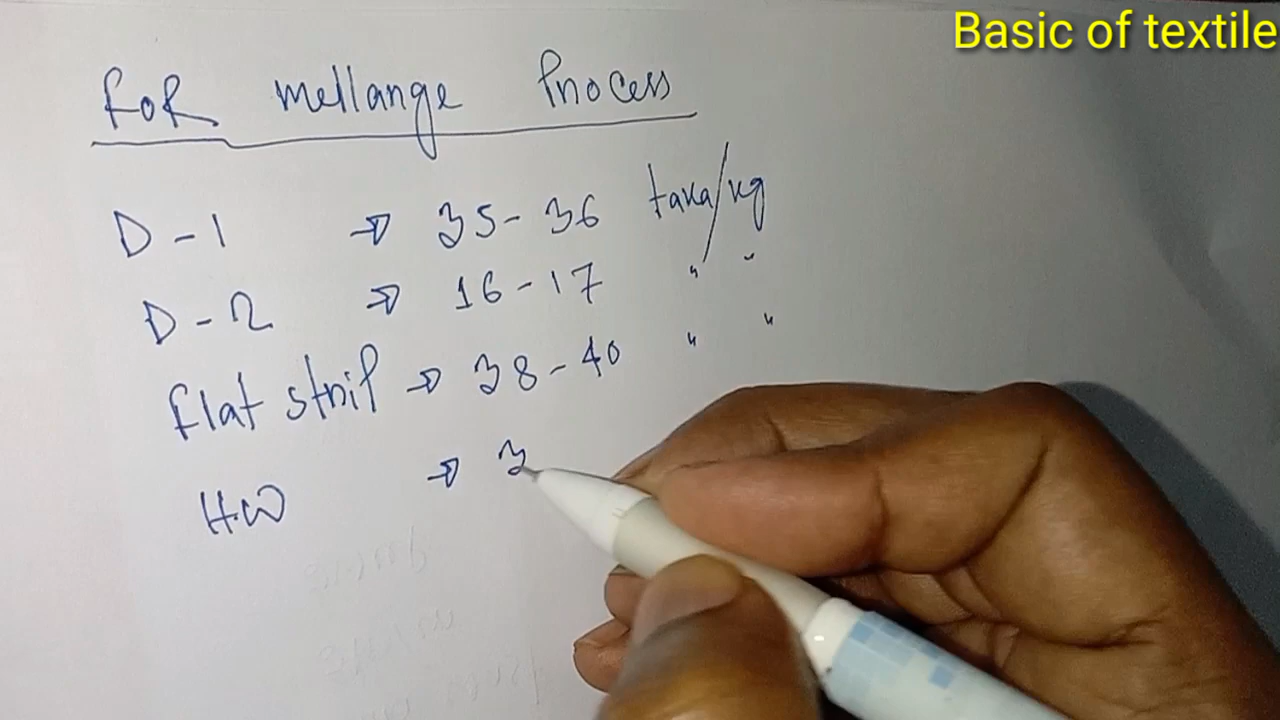 Basic of textile
FOR mellange Process
D-1 → 35-36 taka/kg
D-2 → 16-17 " "
flat strip → 38-40 " "
H.W → 3